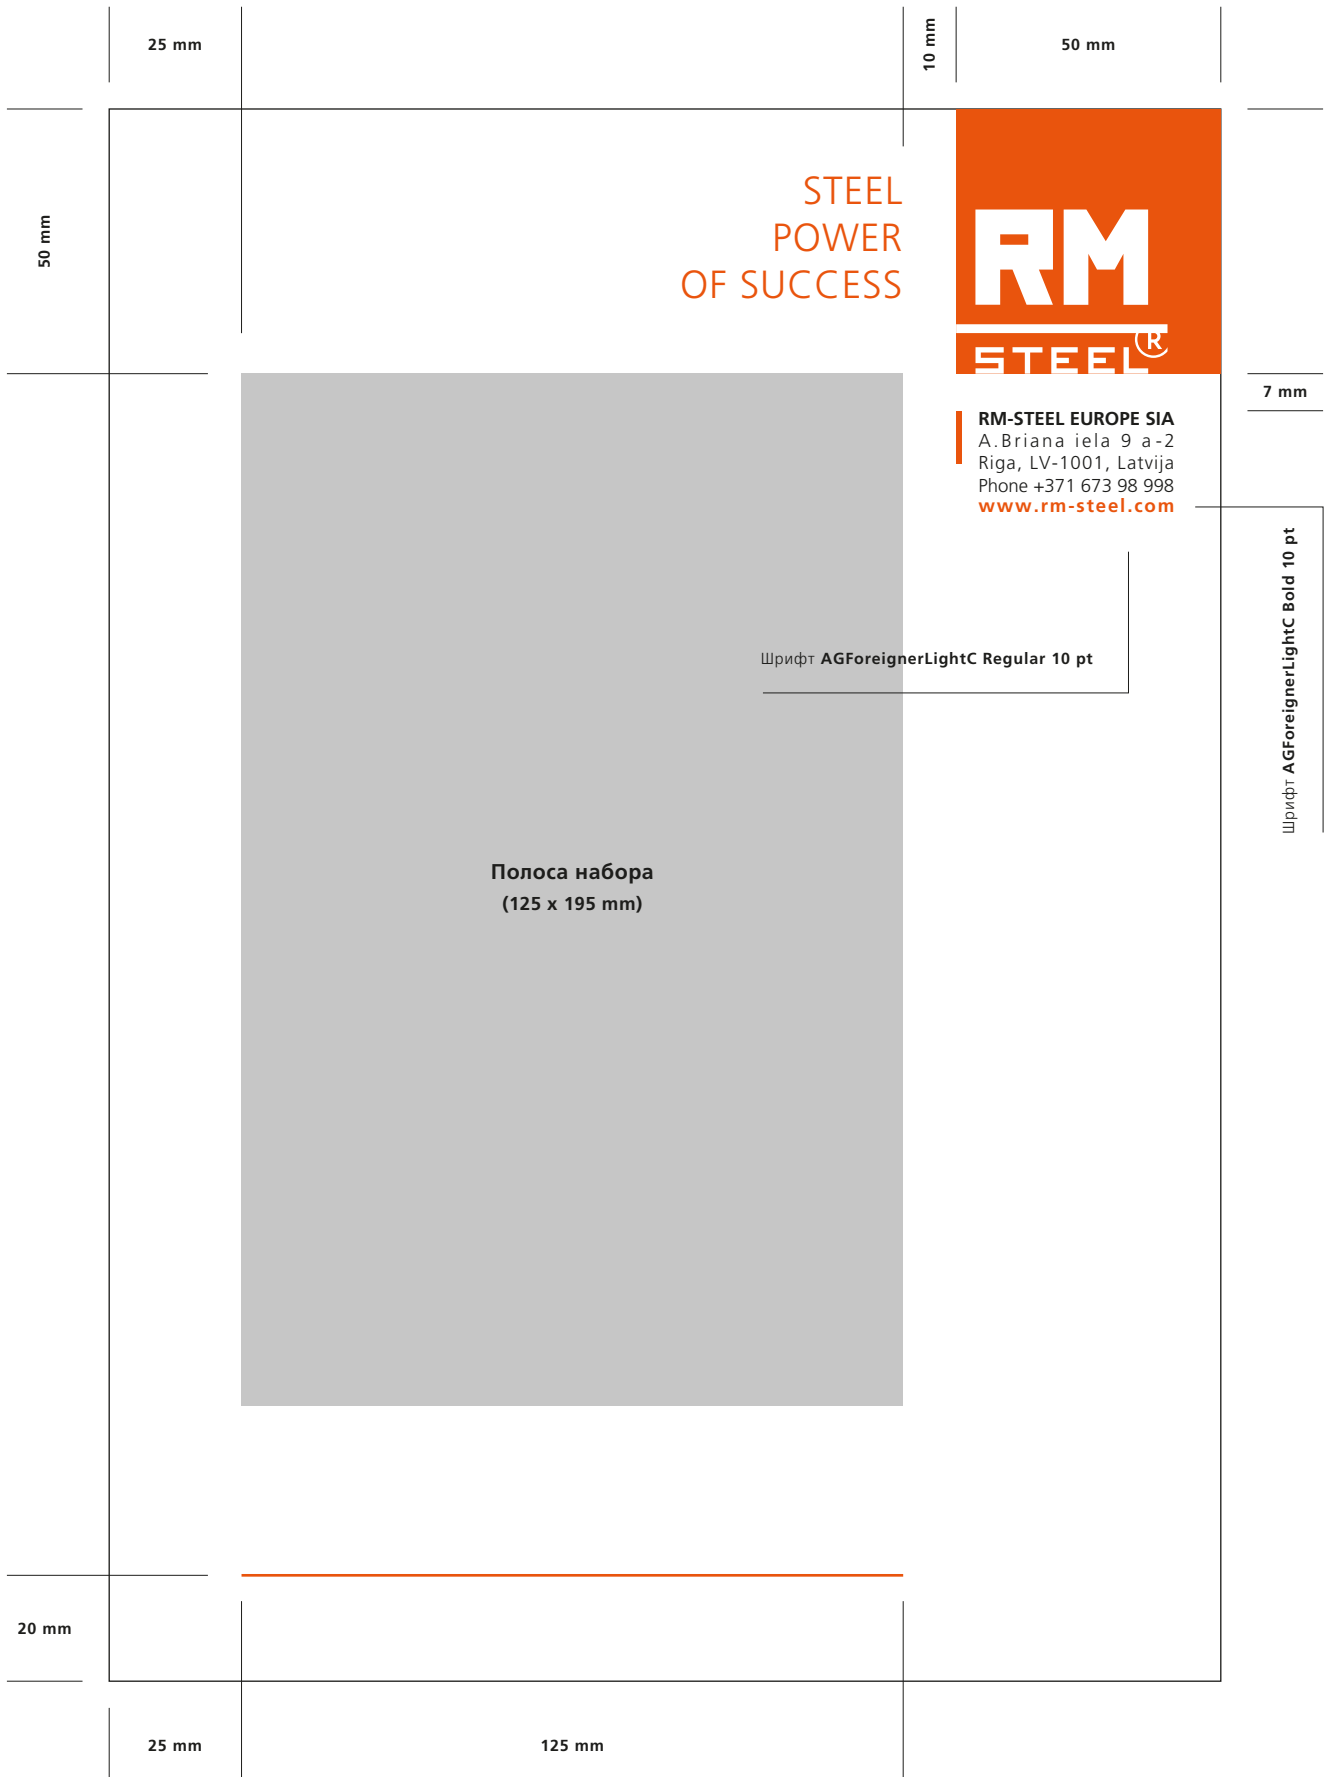 25 mm
10 mm
50 mm
50 mm
STEEL
POWER
OF SUCCESS
RM
STEEL®
7 mm
RM-STEEL EUROPE SIA
A.Briana iela 9 a-2
Riga, LV-1001, Latvija
Phone +371 673 98 998
www.rm-steel.com
Шрифт AGForeignerLightC Bold 10 pt
Шрифт AGForeignerLightC Regular 10 pt
Полоса набора
(125 x 195 mm)
20 mm
25 mm
125 mm